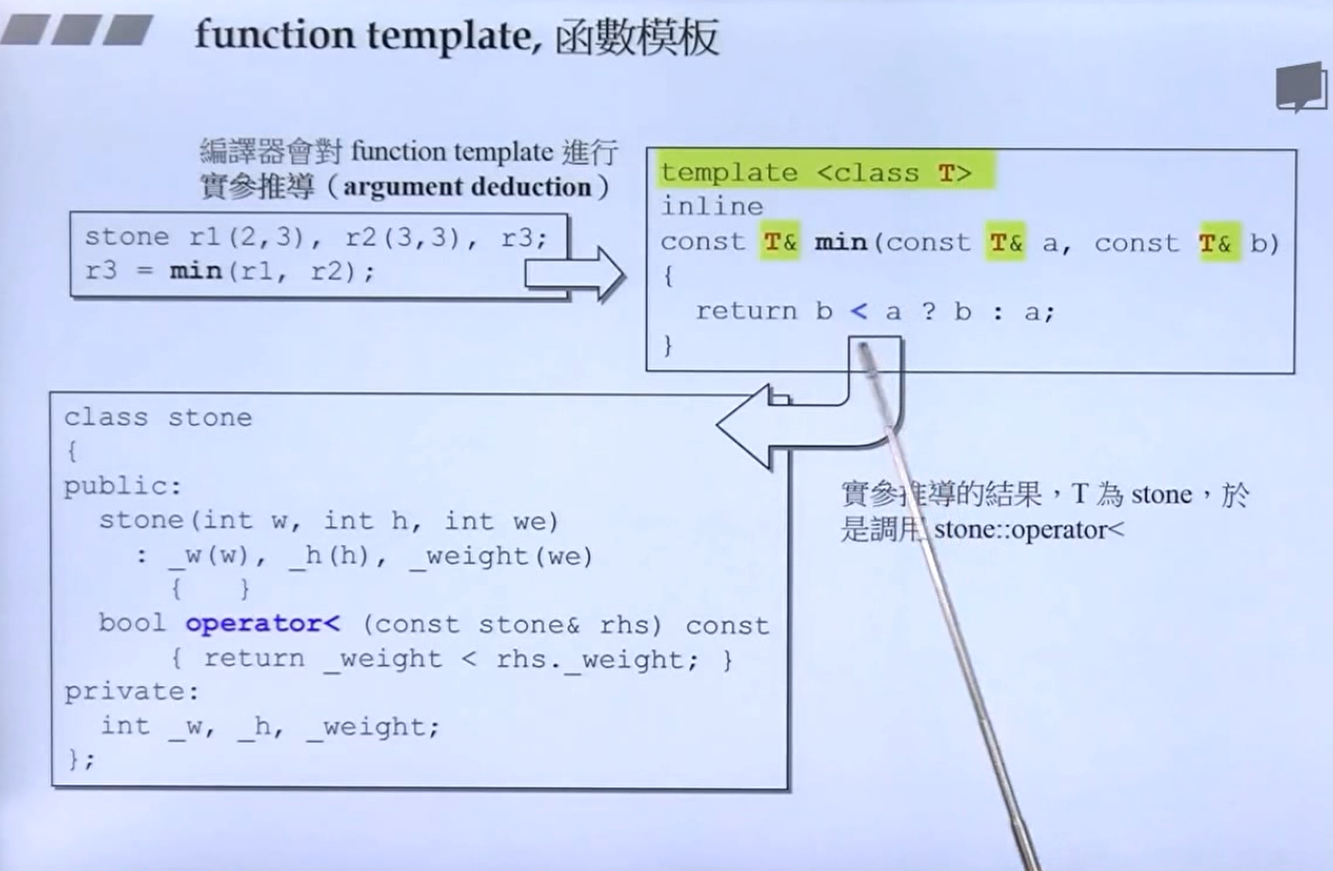 function template, 函數模板
編譯器會對 function template 進行
實參推導（argument deduction）
stone r1(2,3), r2(3,3), r3;
r3 = min(r1, r2);
template <class T>
inline
const T& min(const T& a, const T& b)
{
return b < a ? b : a;
}
class stone
{
public:
stone(int w, int h, int we)
: _w(w), _h(h), _weight(we)
{ }
bool operator< (const stone& rhs) const
{ return _weight < rhs._weight; }
private:
int _w, _h, _weight;
};
實參推導的結果，T 為 stone，於
是調用 stone::operator<